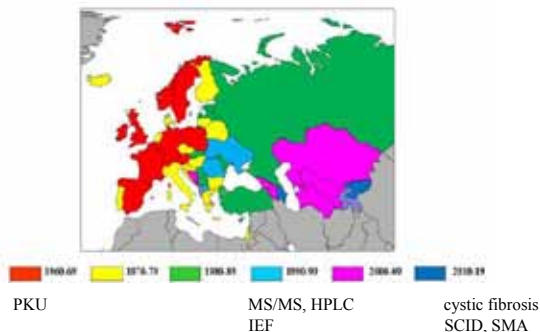 1960-69 1970-79 1980-89 1990-99 2000-09 2010-19
PKU MS/MS, HPLC cystic fibrosis
IEF SCID, SMA